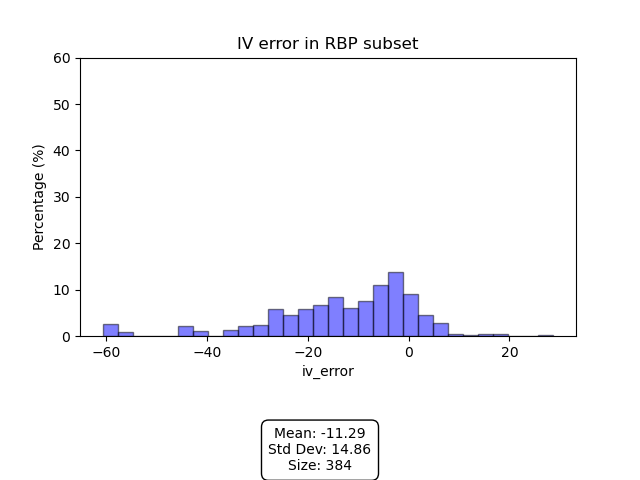 IV error in RBP subset
60
50
40
30
20
10
0
Percentage (%)
−60
−40
−20
0
20
iv_error
Mean: -11.29
Std Dev: 14.86
Size: 384